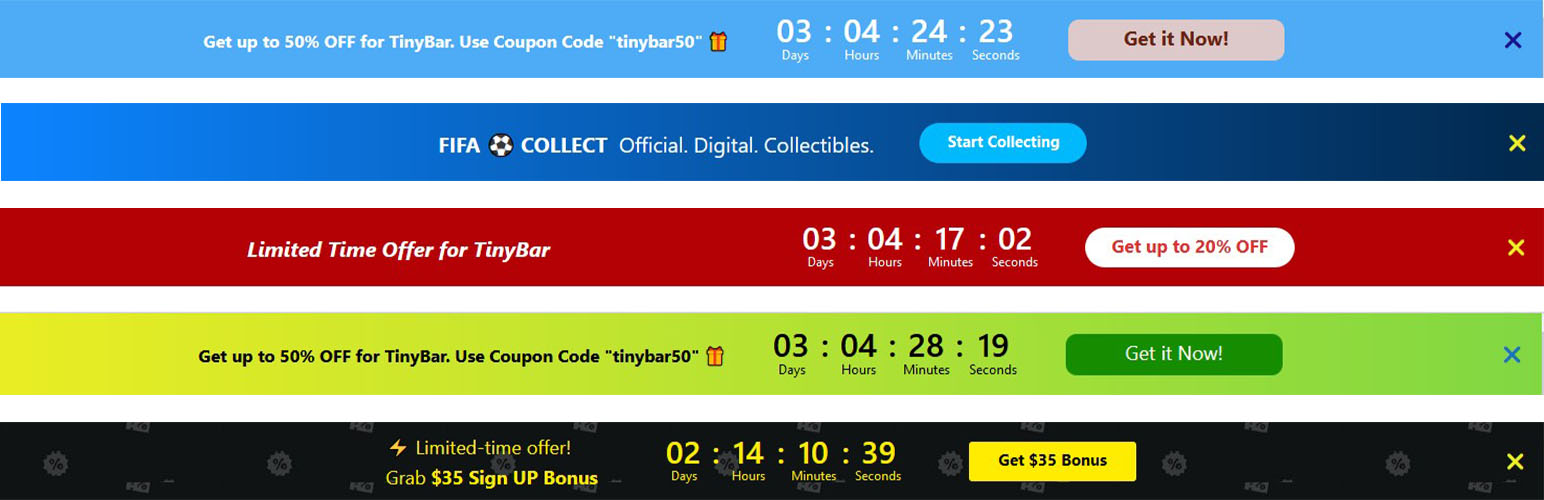 Get up to 50% OFF for TinyBar. Use Coupon Code "tinybar50" 🎁 03 : 04 : 24 : 23 Get it Now! ✕
Days Hours Minutes Seconds
FIFA ⚽ COLLECT Official. Digital. Collectibles. Start Collecting ✕
Limited Time Offer for TinyBar 03 : 04 : 17 : 02 Get up to 20% OFF ✕
Days Hours Minutes Seconds
Get up to 50% OFF for TinyBar. Use Coupon Code "tinybar50" 🎁 03 : 04 : 28 : 19 Get it Now! ✕
Days Hours Minutes Seconds
⚡ Limited-time offer!
Grab $35 Sign UP Bonus
02 : 14 : 10 : 39 Get $35 Bonus ✕
Days Hours Minutes Seconds